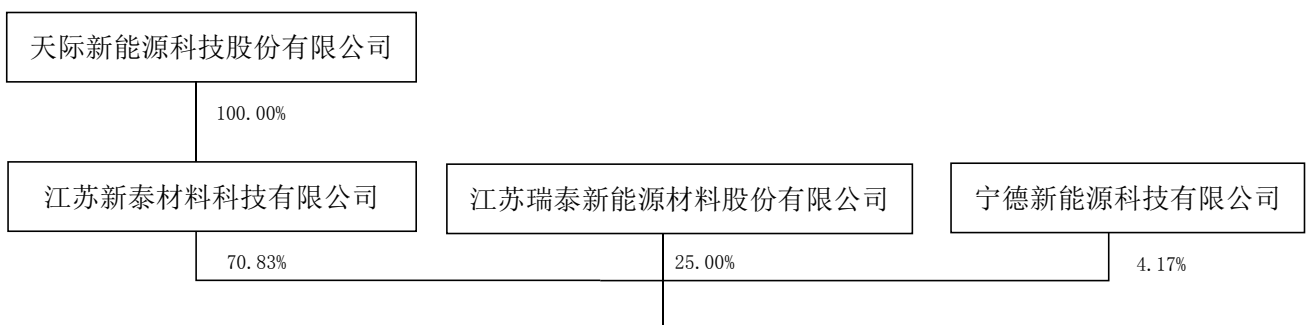 天际新能源科技股份有限公司
100.00%
江苏新泰材料科技有限公司
江苏瑞泰新能源材料股份有限公司
宁德新能源科技有限公司
70.83%
25.00%
4.17%